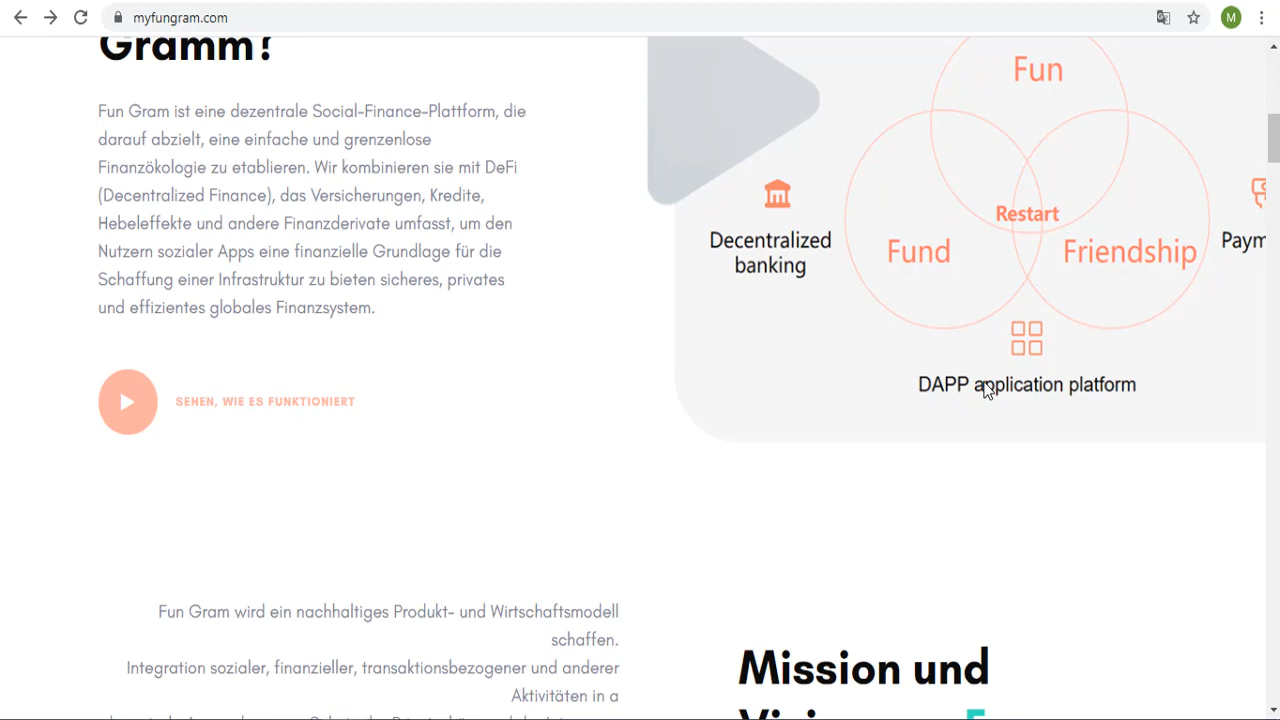 myfungram.com
M
Gramm?
Fun Gram ist eine dezentrale Social-Finance-Plattform, die
darauf abzielt, eine einfache und grenzenlose
Finanzökologie zu etablieren. Wir kombinieren sie mit DeFi
(Decentralized Finance), das Versicherungen, Kredite,
Hebeleffekte und andere Finanzderivate umfasst, um den
Nutzern sozialer Apps eine finanzielle Grundlage für die
Schaffung einer Infrastruktur zu bieten sicheres, privates
und effizientes globales Finanzsystem.
SEHEN, WIE ES FUNKTIONIERT
Fun
Restart
Fund
Friendship
Decentralized
banking
DAPP application platform
Fun Gram wird ein nachhaltiges Produkt- und Wirtschaftsmodell
schaffen.
Integration sozialer, finanzieller, transaktionsbezogener und anderer
Aktivitäten in a
Mission und